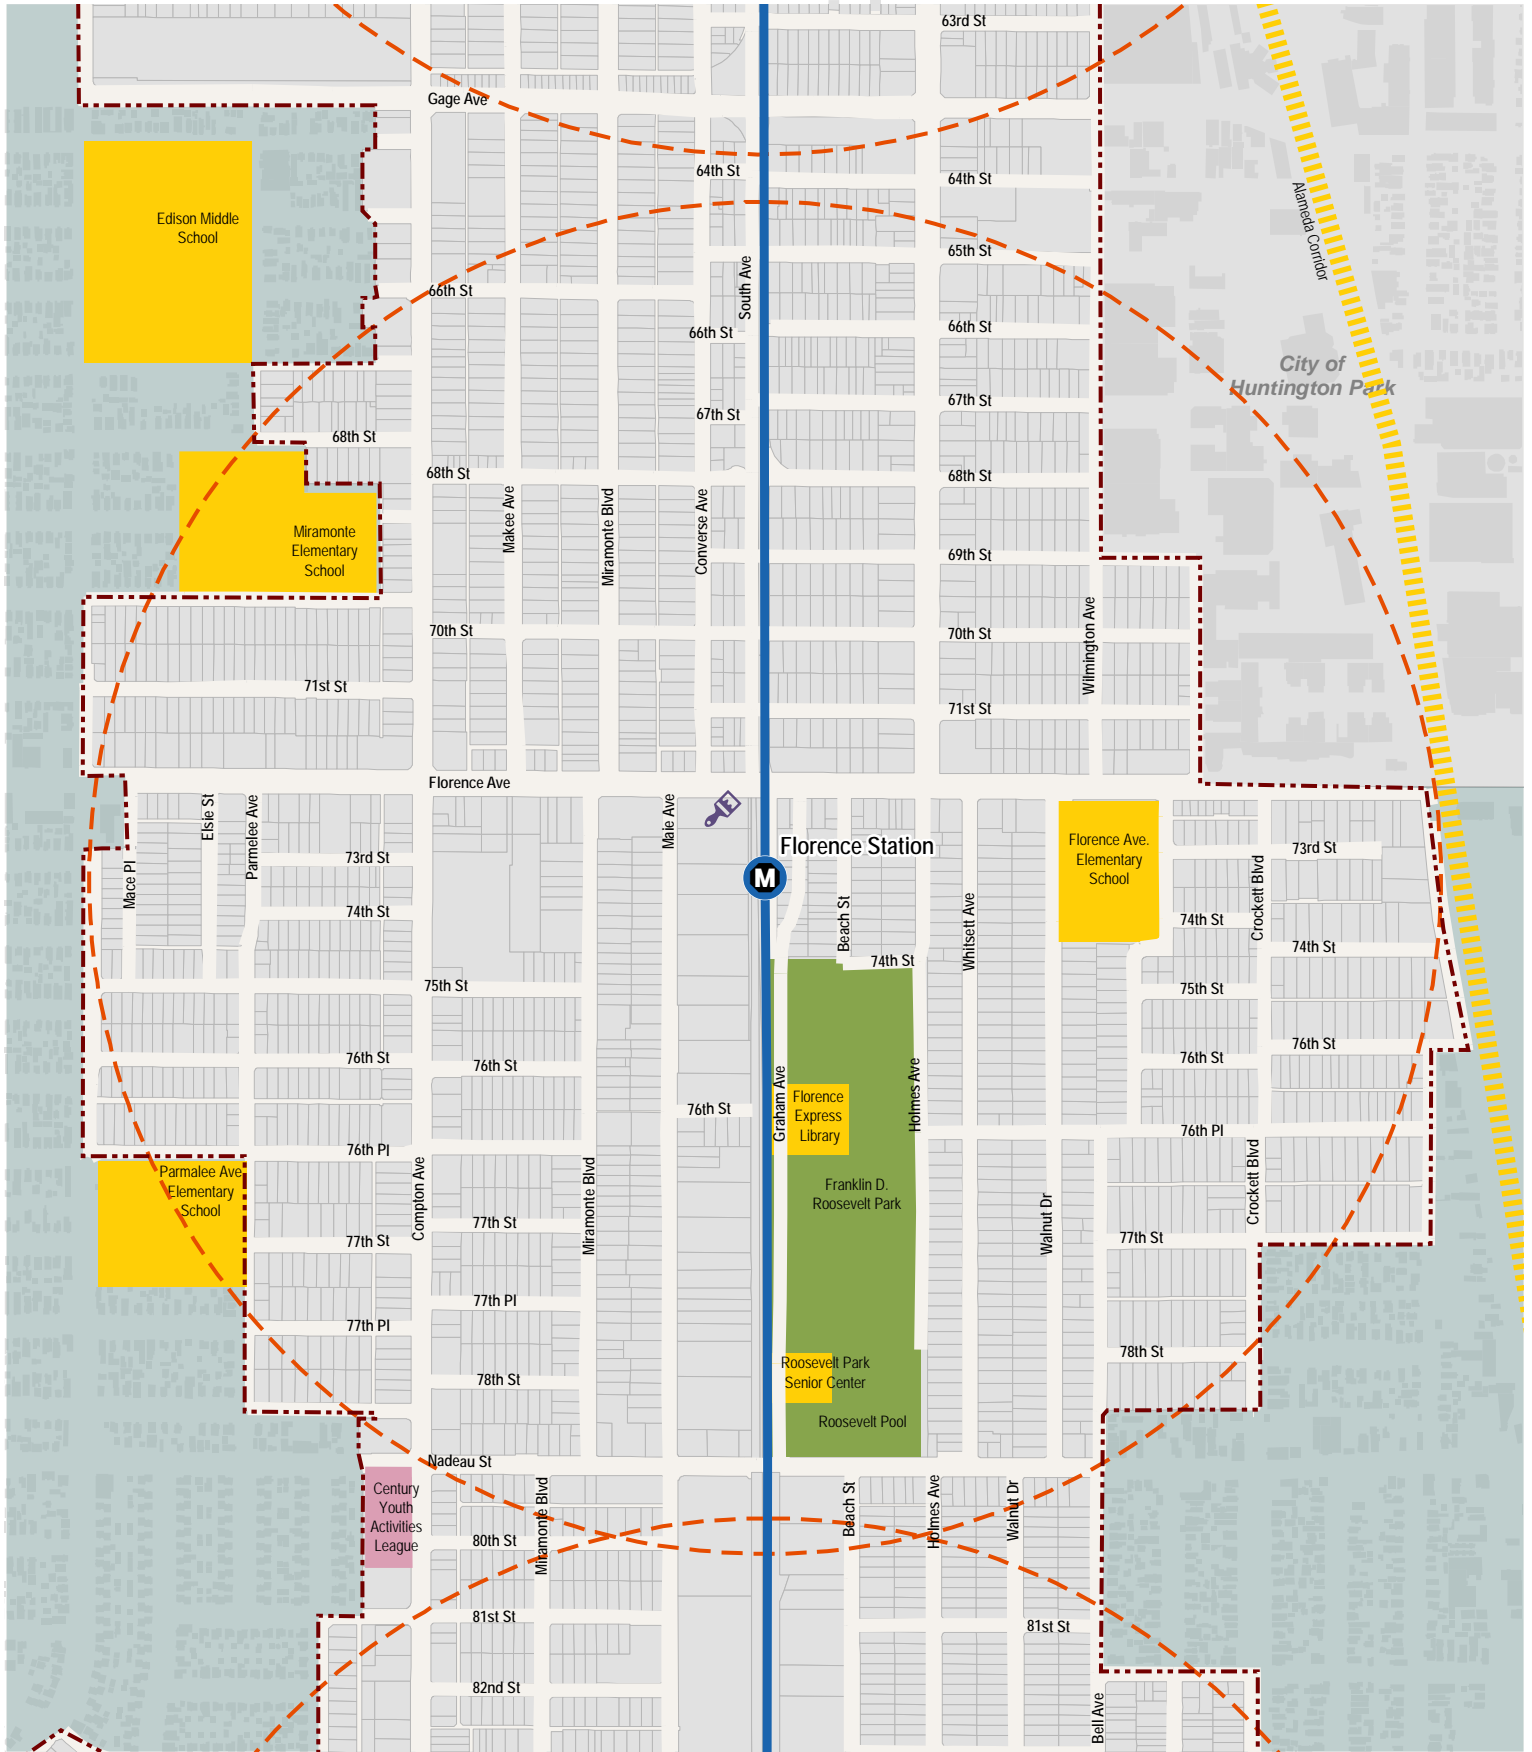 63rd St
Gage Ave
64th St
64th St
Alameda Corridor
Edison Middle
School
65th St
South Ave
66th St
66th St
66th St
City of
Huntington Park
67th St
67th St
68th St
68th St
68th St
Makee Ave
Miramonte Blvd
Converse Ave
Miramonte
Elementary
School
69th St
Wilmington Ave
70th St
70th St
71st St
71st St
Florence Ave
Elsie St
Parmelee Ave
Maie Ave
Florence Station
M
Florence Ave.
Elementary
School
73rd St
73rd St
Mace Pl
74th St
Beach St
Whitsett Ave
74th St
Crockett Blvd
74th St
74th St
75th St
75th St
76th St
76th St
76th St
76th St
76th St
Graham Ave
Florence
Express
Library
Holmes Ave
76th Pl
76th Pl
Parmalee Ave
Elementary
School
Compton Ave
Miramonte Blvd
Franklin D.
Roosevelt Park
Walnut Dr
Crockett Blvd
77th St
77th St
77th St
77th Pl
77th Pl
78th St
78th St
Roosevelt Park
Senior Center
Roosevelt Pool
Nadeau St
Century
Youth
Activities
League
Miramonte Blvd
Beach St
Holmes Ave
Walnut Dr
80th St
81st St
81st St
82nd St
Bell Ave